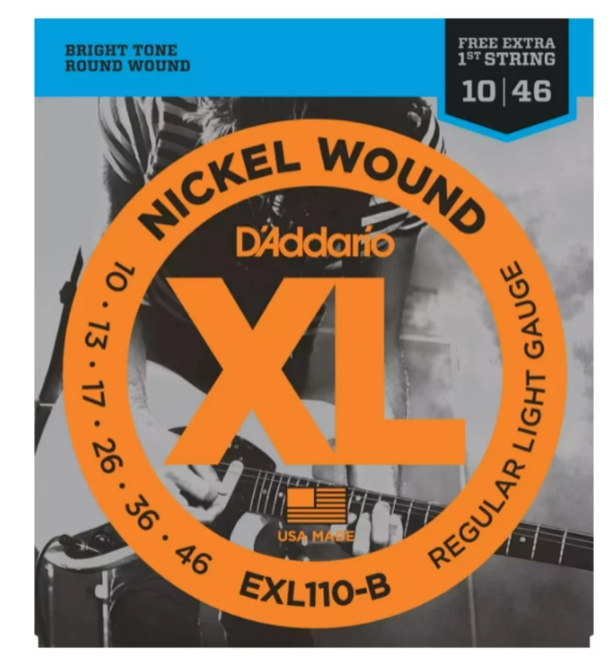 BRIGHT TONE
ROUND WOUND
FREE EXTRA
1ST STRING
10 | 46
NICKEL WOUND
D'Addario
XL
10 · 13 · 17 · 26 · 36 · 46
REGULAR LIGHT GAUGE
USA MADE
EXL110-B